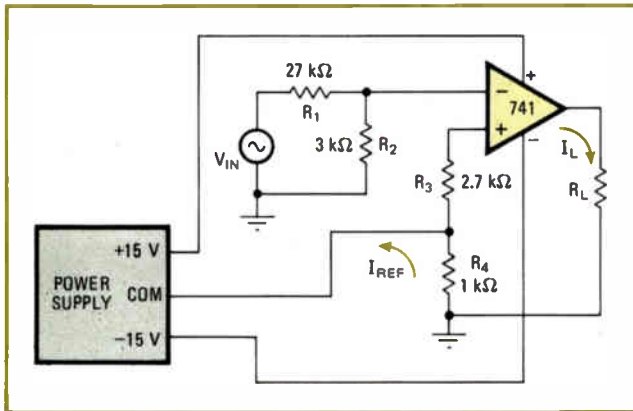 27 kΩ
R1
VIN
3 kΩ
R2
−
+
741
+
−
IL
RL
R3
2.7 kΩ
IREF
R4
1 kΩ
POWER
SUPPLY
+15 V
COM
−15 V